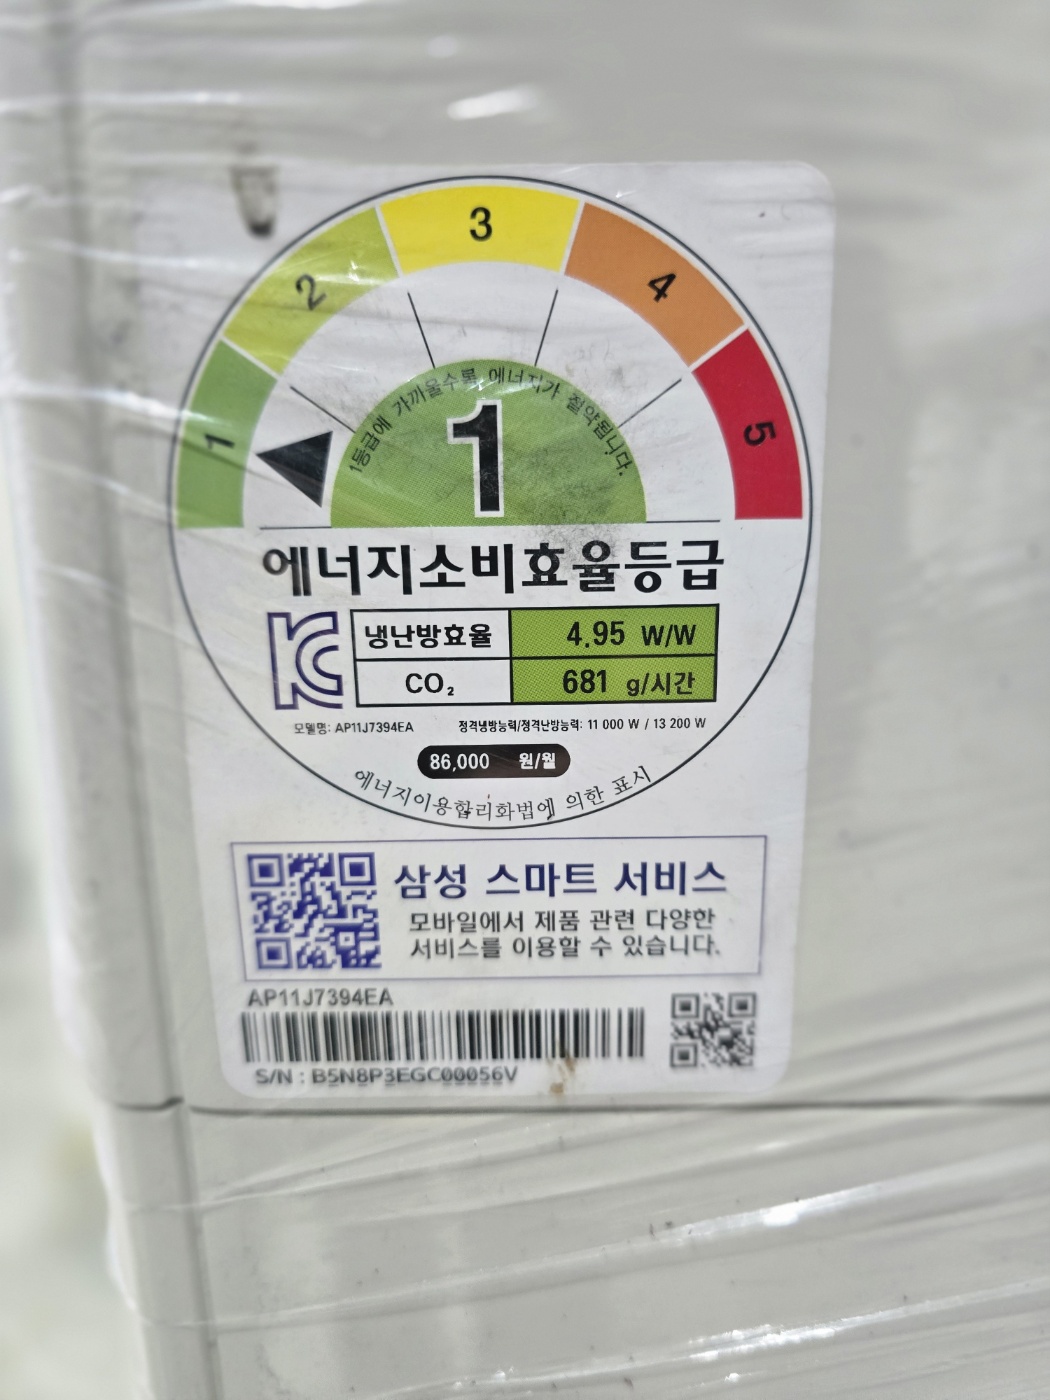 1
2
3
4
5
1등급에 가까울수록 에너지가 절약됩니다.
1
에너지소비효율등급
냉난방효율 4.95 W/W
CO₂ 681 g/시간
모델명: AP11J7394EA 정격냉방능력/정격난방능력: 11 000 W / 13 200 W
86,000 원/월
에너지이용합리화법에 의한 표시
삼성 스마트 서비스
모바일에서 제품 관련 다양한
서비스를 이용할 수 있습니다.
AP11J7394EA
S/N : B5N8P3EGC00056V